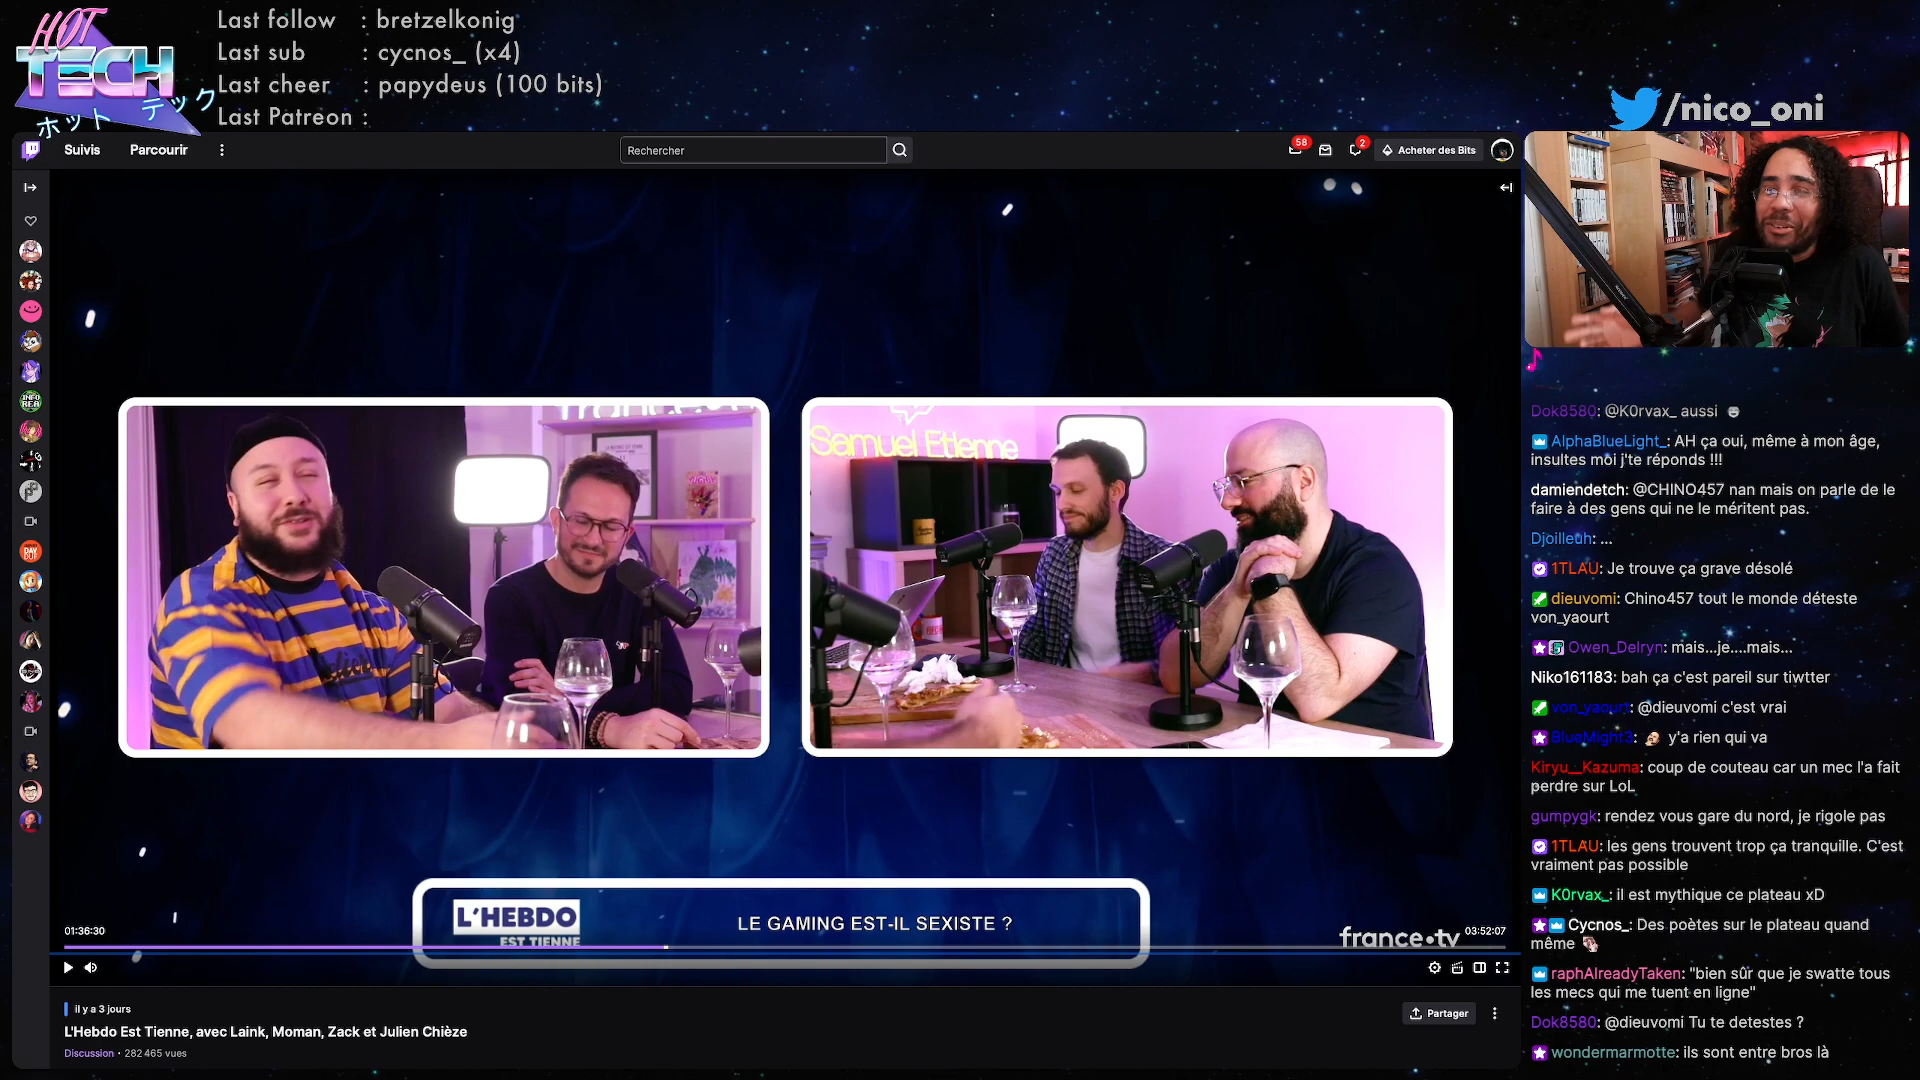 HOT
TECH
ホット テック
Last follow : bretzelkonig
Last sub : cycnos_ (x4)
Last cheer : papydeus (100 bits)
Last Patreon :
/nico_oni
Suivis
Parcourir
Rechercher
58
2
Acheter des Bits
INFO
REA
DAY
Samuel Etienne
L'HEBDO
EST TIENNE
LE GAMING EST-IL SEXISTE ?
france•tv
01:36:30
03:52:07
il y a 3 jours
Partager
L'Hebdo Est Tienne, avec Laink, Moman, Zack et Julien Chièze
Discussion • 282 465 vues
Dok8580: @K0rvax_ aussi
AlphaBlueLight_: AH ça oui, même à mon âge,
insultes moi j'te réponds !!!
damiendetch: @CHINO457 nan mais on parle de le
faire à des gens qui ne le méritent pas.
Djoilleuh: ...
1TLAU: Je trouve ça grave désolé
dieuvomi: Chino457 tout le monde déteste
von_yaourt
Owen_Delryn: mais...je....mais...
Niko161183: bah ça c'est pareil sur tiwtter
von_yaourt: @dieuvomi c'est vrai
BlueMight3: y'a rien qui va
Kiryu__Kazuma: coup de couteau car un mec l'a fait
perdre sur LoL
gumpygk: rendez vous gare du nord, je rigole pas
1TLAU: les gens trouvent trop ça tranquille. C'est
vraiment pas possible
K0rvax_: il est mythique ce plateau xD
Cycnos_: Des poètes sur le plateau quand
même
raphAlreadyTaken: "bien sûr que je swatte tous
les mecs qui me tuent en ligne"
Dok8580: @dieuvomi Tu te detestes ?
wondermarmotte: ils sont entre bros là